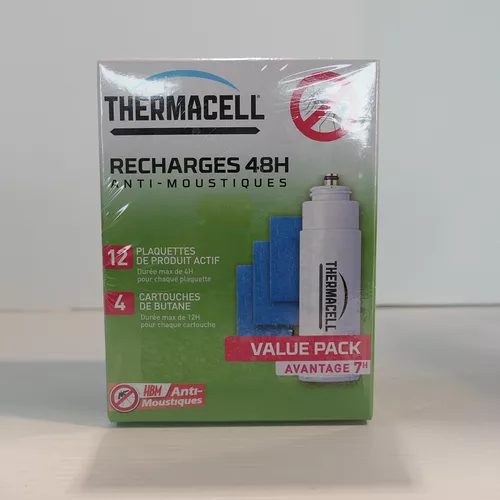 THERMACELL
RECHARGES 48H
ANTI-MOUSTIQUES
12 PLAQUETTES
DE PRODUIT ACTIF
Durée max de 4H
pour chaque plaquette
4 CARTOUCHES
DE BUTANE
Durée max de 12H
pour chaque cartouche
THERMACELL
VALUE PACK
AVANTAGE 7H
HBM Anti-
Moustiques